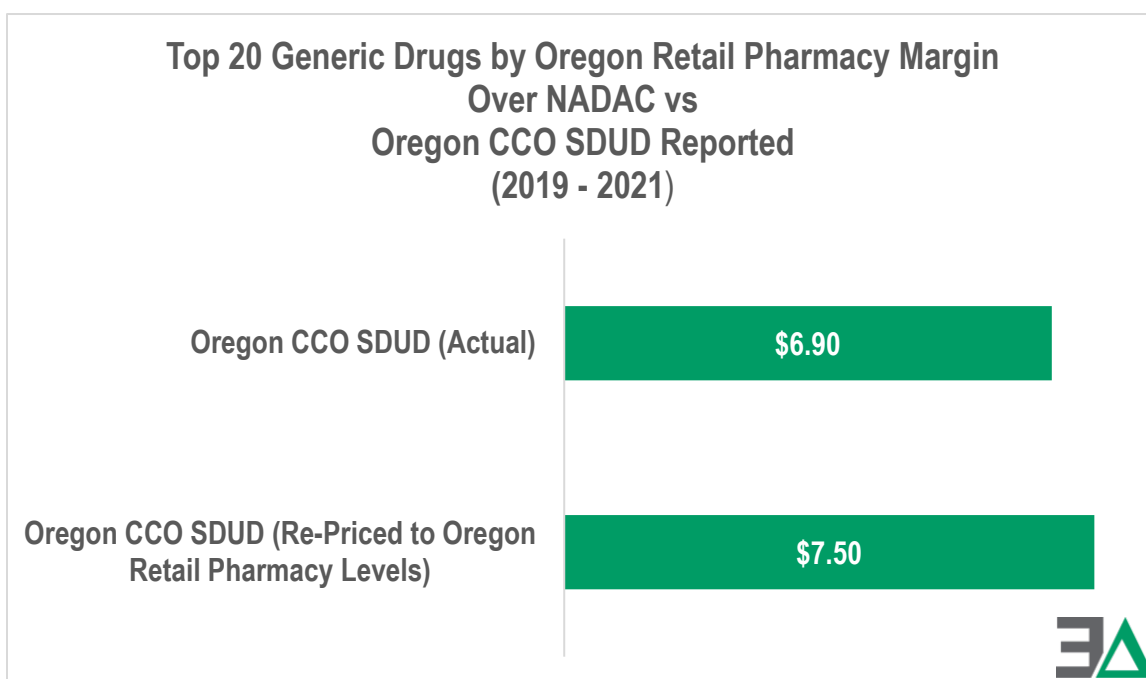 Top 20 Generic Drugs by Oregon Retail Pharmacy Margin
Over NADAC vs
Oregon CCO SDUD Reported
(2019 - 2021)
Oregon CCO SDUD (Actual)
$6.90
Oregon CCO SDUD (Re-Priced to Oregon
Retail Pharmacy Levels)
$7.50